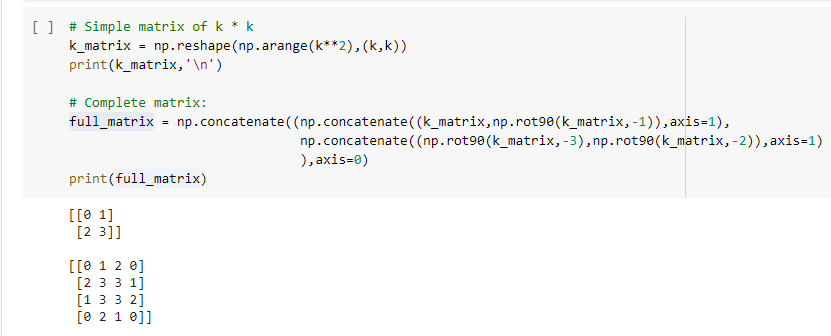 [ ] # Simple matrix of k * k
k_matrix = np.reshape(np.arange(k**2),(k,k))
print(k_matrix,'\n')
# Complete matrix:
full_matrix = np.concatenate((np.concatenate((k_matrix,np.rot90(k_matrix,-1)),axis=1),
np.concatenate((np.rot90(k_matrix,-3),np.rot90(k_matrix,-2)),axis=1)
),axis=0)
print(full_matrix)
[[0 1]
[2 3]]
[[0 1 2 0]
[2 3 3 1]
[1 3 3 2]
[0 2 1 0]]